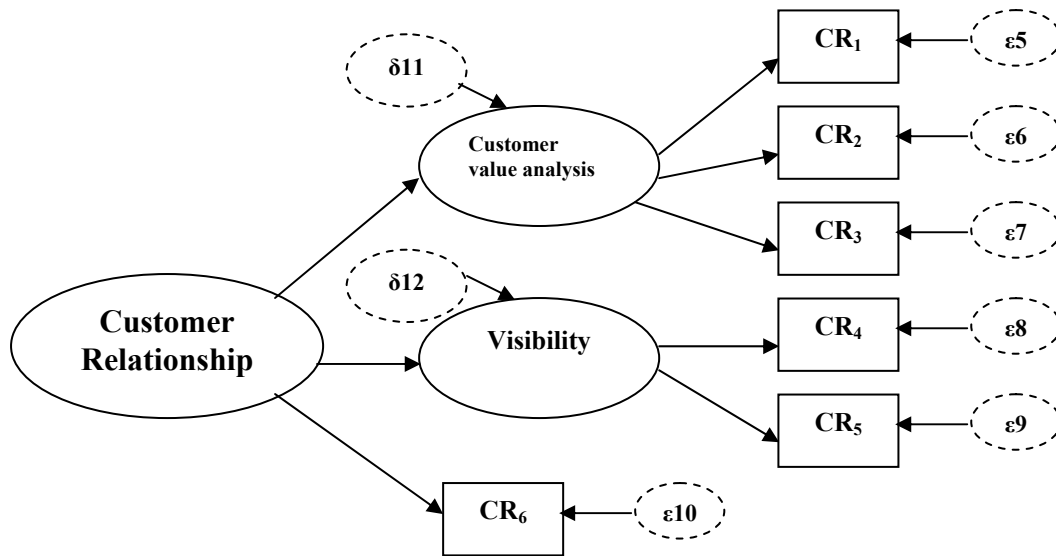 CR₁
ε5
δ11
Customer
value analysis
CR₂
ε6
CR₃
ε7
δ12
Customer
Relationship
Visibility
CR₄
ε8
CR₅
ε9
CR₆
ε10